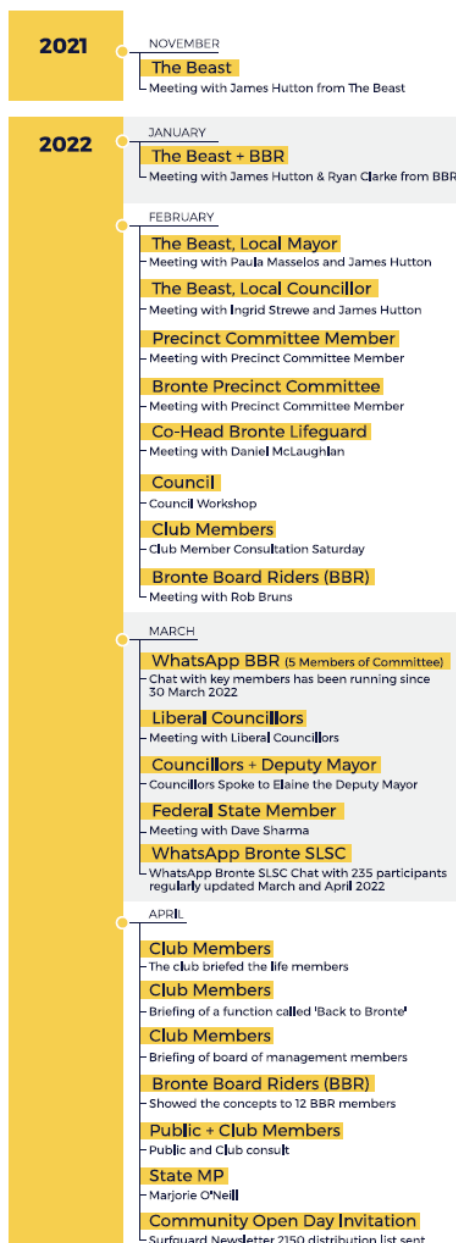 2021
NOVEMBER
The Beast
Meeting with James Hutton from The Beast
2022
JANUARY
The Beast + BBR
Meeting with James Hutton & Ryan Clarke from BBR
FEBRUARY
The Beast, Local Mayor
Meeting with Paula Masselos and James Hutton
The Beast, Local Councillor
Meeting with Ingrid Strewe and James Hutton
Precinct Committee Member
Meeting with Precinct Committee Member
Bronte Precinct Committee
Meeting with Precinct Committee Member
Co-Head Bronte Lifeguard
Meeting with Daniel McLaughlan
Council
Council Workshop
Club Members
Club Member Consultation Saturday
Bronte Board Riders (BBR)
Meeting with Rob Bruns
MARCH
WhatsApp BBR (5 Members of Committee)
Chat with key members has been running since
30 March 2022
Liberal Councillors
Meeting with Liberal Councillors
Councillors + Deputy Mayor
Councillors Spoke to Elaine the Deputy Mayor
Federal State Member
Meeting with Dave Sharma
WhatsApp Bronte SLSC
WhatsApp Bronte SLSC Chat with 235 participants
regularly updated March and April 2022
APRIL
Club Members
The club briefed the life members
Club Members
Briefing of a function called 'Back to Bronte'
Club Members
Briefing of board of management members
Bronte Board Riders (BBR)
Showed the concepts to 12 BBR members
Public + Club Members
Public and Club consult
State MP
Marjorie O'Neill
Community Open Day Invitation
Surfguard Newsletter 2150 distribution list sent